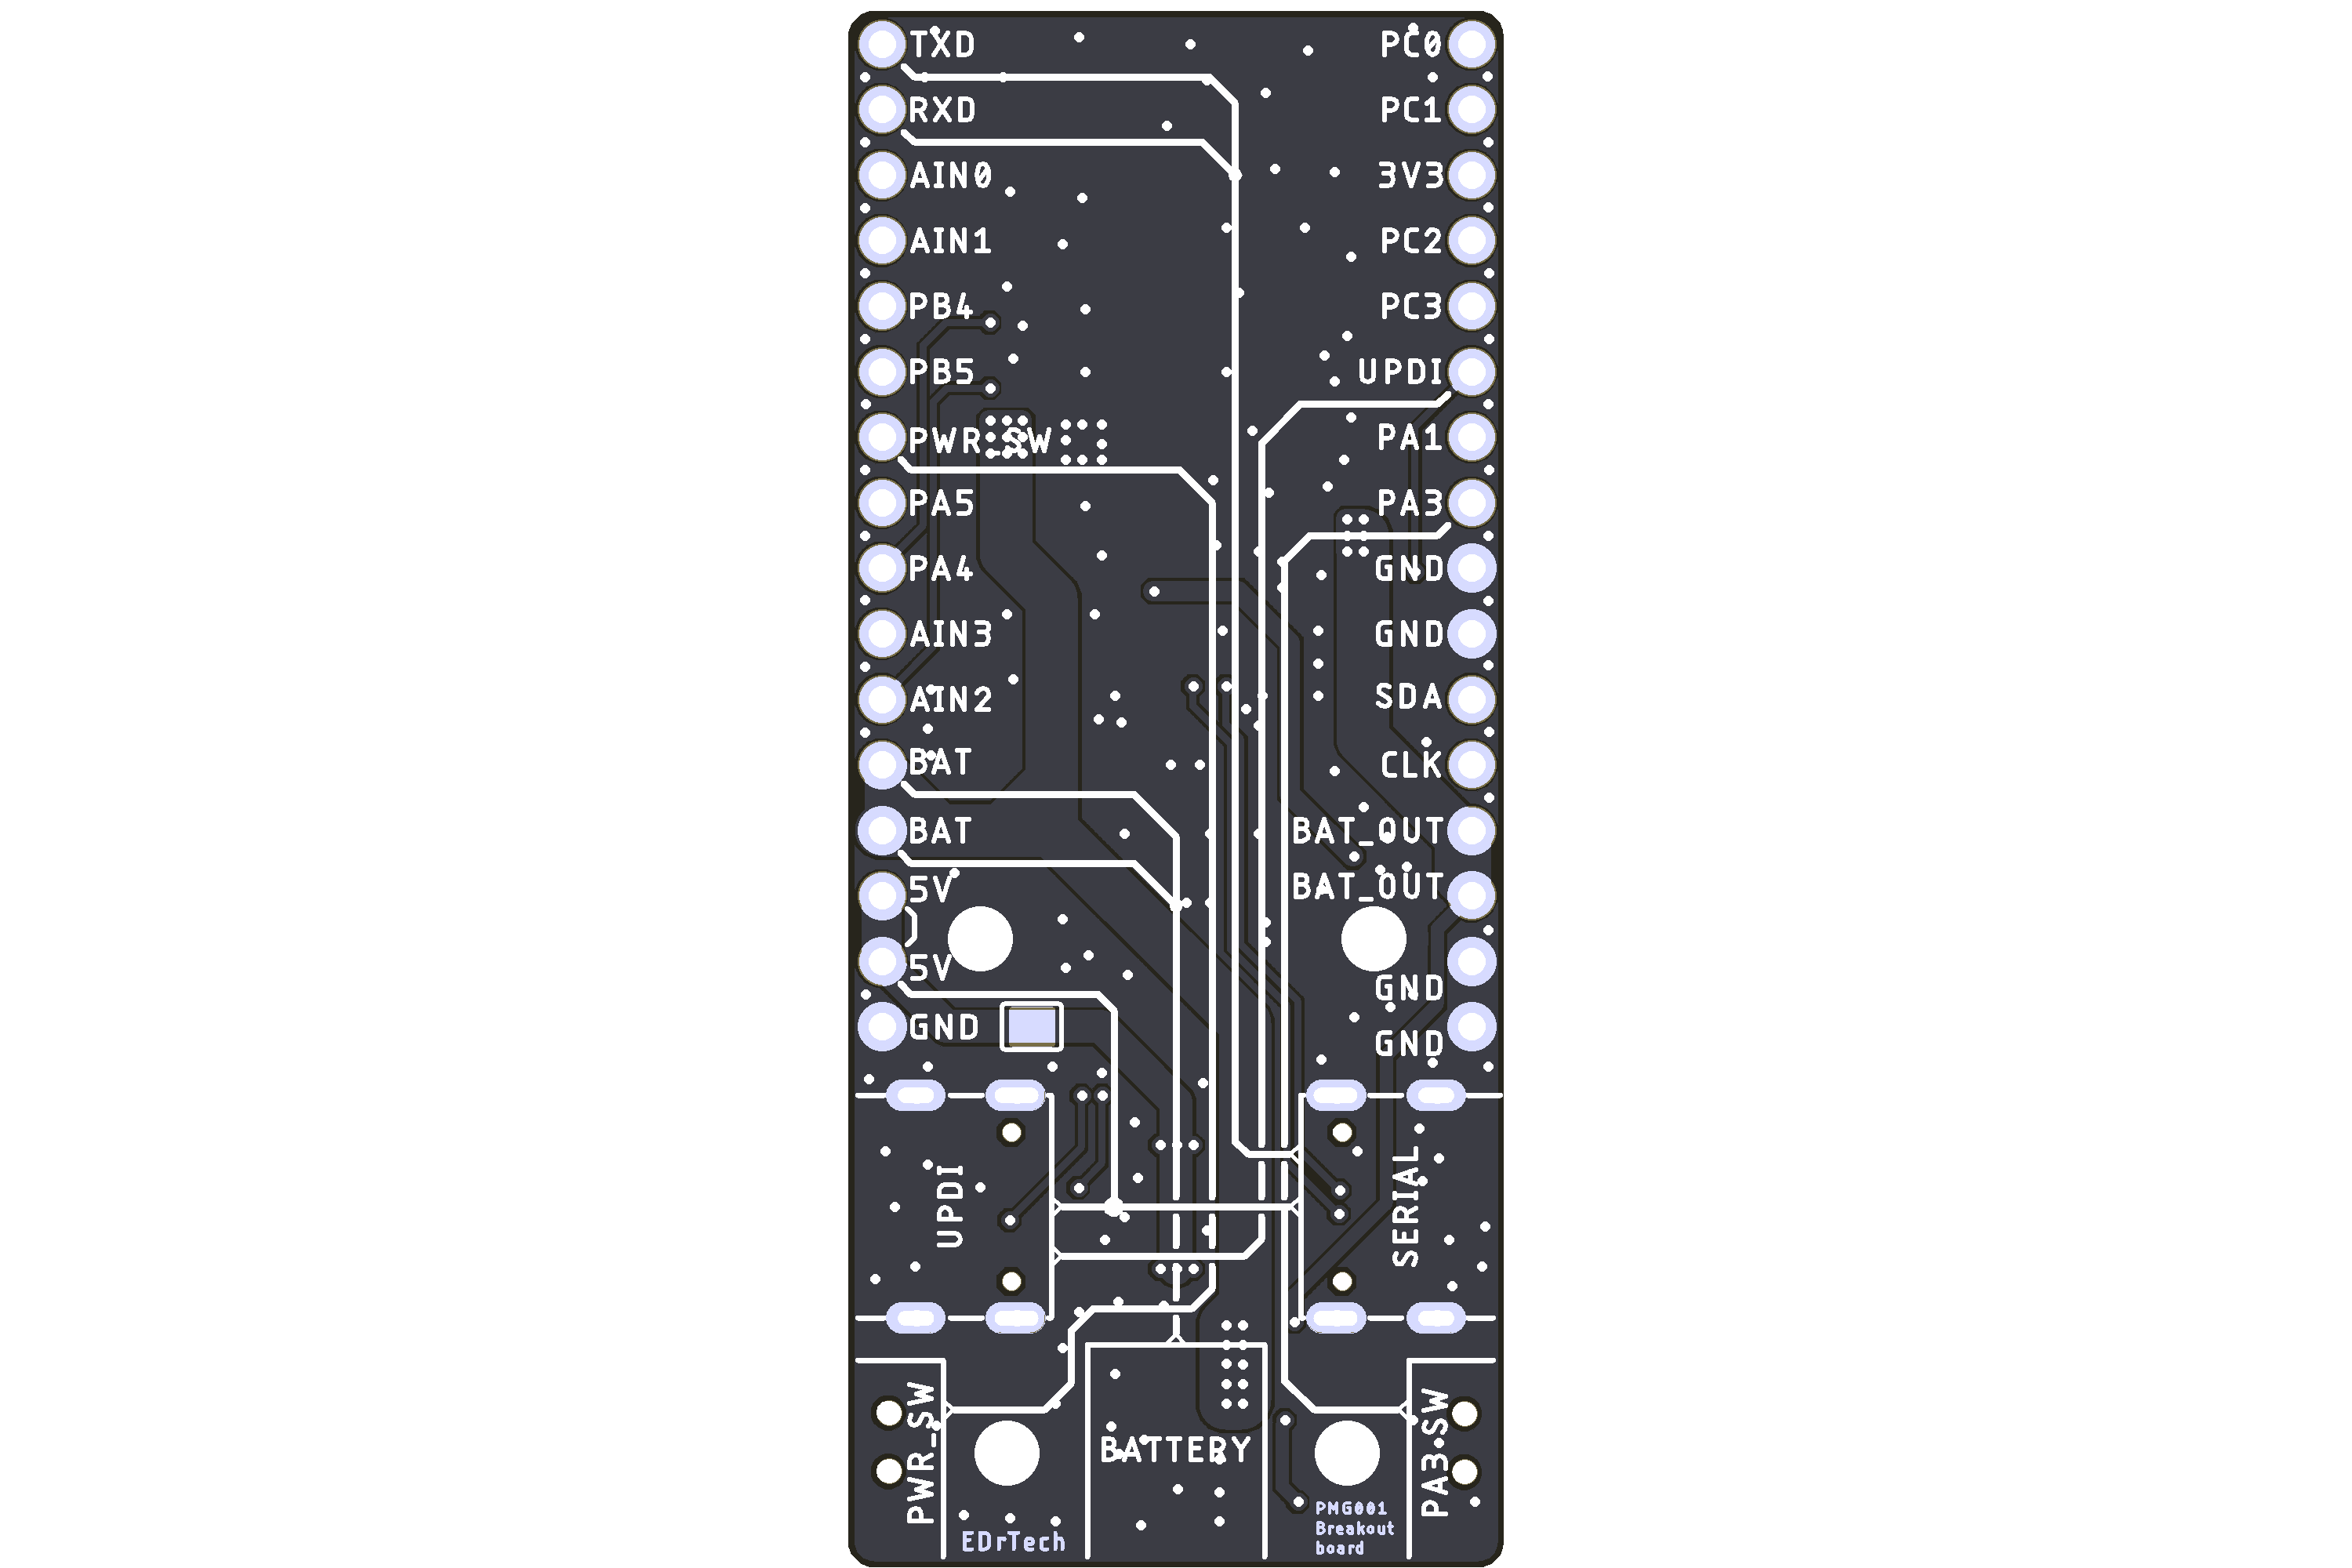 TXD
RXD
AIN0
AIN1
PB4
PB5
PWR_SW
PA5
PA4
AIN3
AIN2
BAT
BAT
5V
5V
GND
PC0
PC1
3V3
PC2
PC3
UPDI
PA1
PA3
GND
GND
SDA
CLK
BAT_OUT
BAT_OUT
GND
GND
UPDI
SERIAL
PWR_SW
BATTERY
PA3-SW
EDrTech
PMG001
Breakout
board